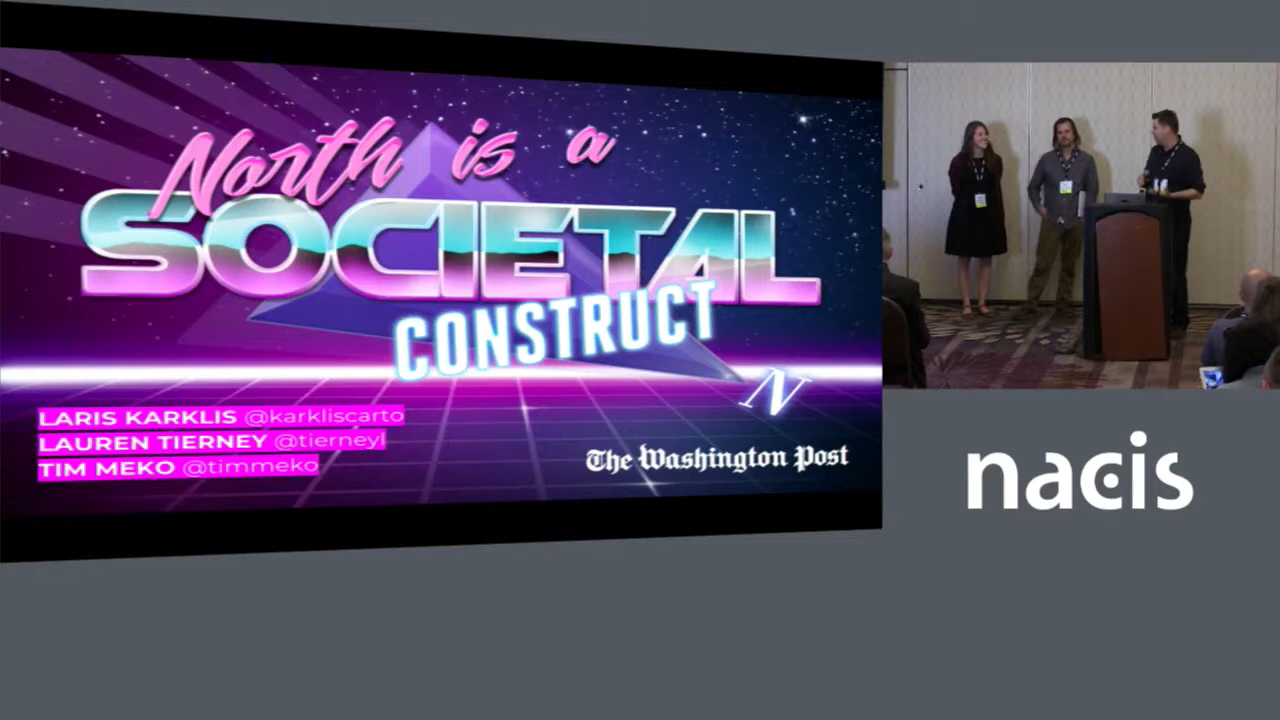 North is a
SOCIETAL
CONSTRUCT
N
LARIS KARKLIS @karkliscarto
LAUREN TIERNEY @tierneyl
TIM MEKO @timmeko
The Washington Post
nacis